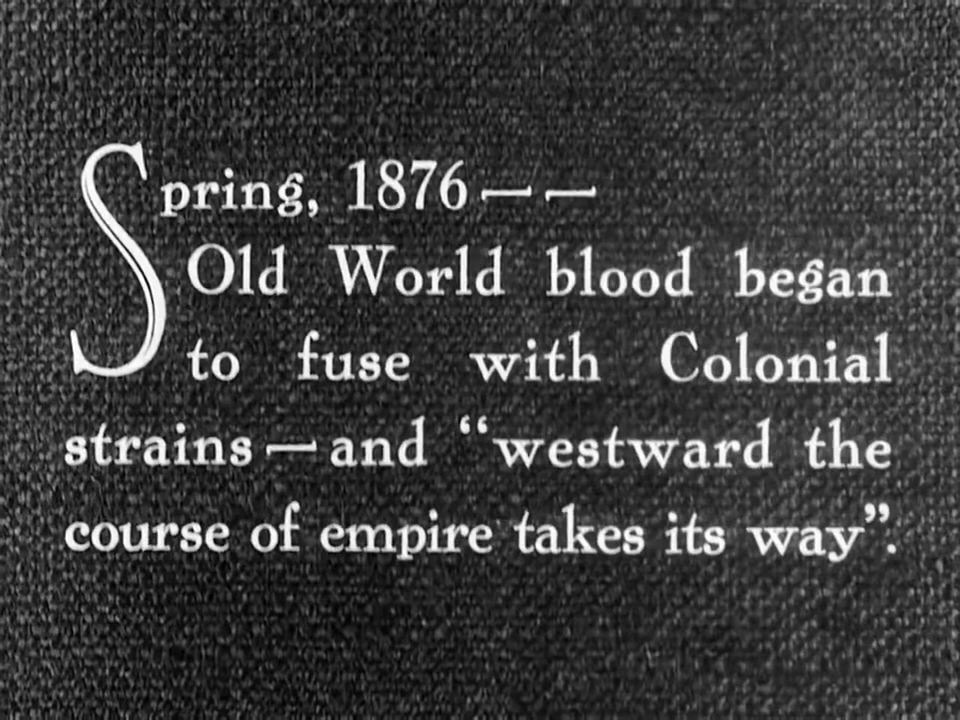 Spring, 1876 — —
Old World blood began
to fuse with Colonial
strains — and “westward the
course of empire takes its way”.